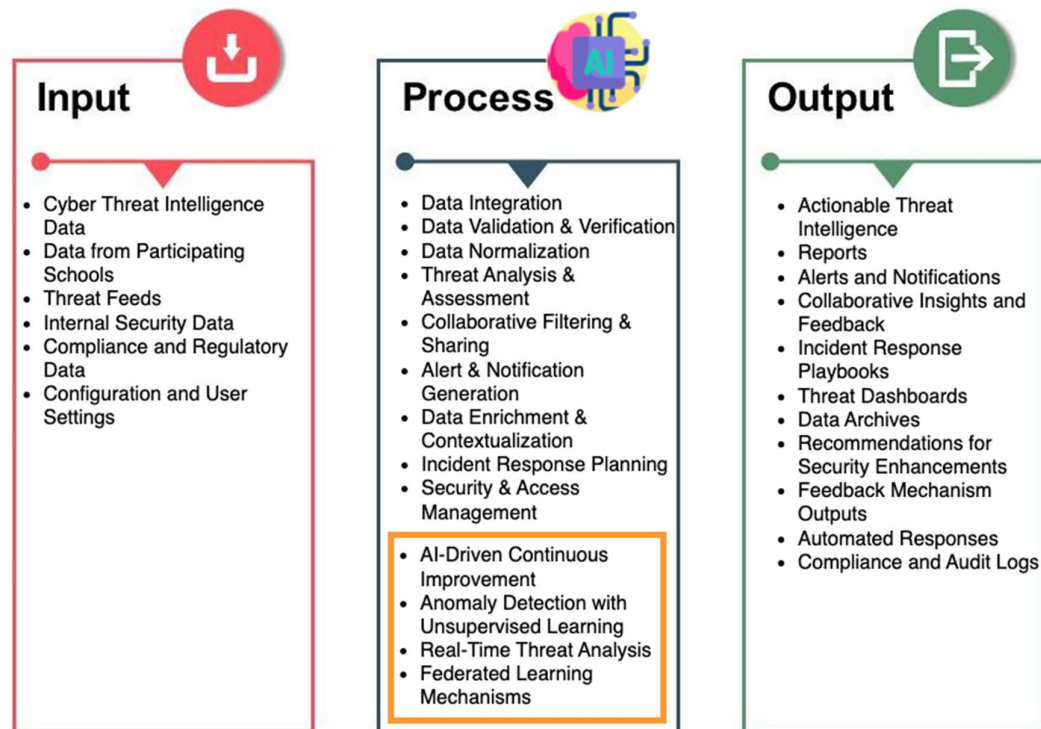 Input
• Cyber Threat Intelligence
Data
• Data from Participating
Schools
• Threat Feeds
• Internal Security Data
• Compliance and Regulatory
Data
• Configuration and User
Settings
AI
Process
• Data Integration
• Data Validation & Verification
• Data Normalization
• Threat Analysis &
Assessment
• Collaborative Filtering &
Sharing
• Alert & Notification
Generation
• Data Enrichment &
Contextualization
• Incident Response Planning
• Security & Access
Management
• AI-Driven Continuous
Improvement
• Anomaly Detection with
Unsupervised Learning
• Real-Time Threat Analysis
• Federated Learning
Mechanisms
Output
• Actionable Threat
Intelligence
• Reports
• Alerts and Notifications
• Collaborative Insights and
Feedback
• Incident Response
Playbooks
• Threat Dashboards
• Data Archives
• Recommendations for
Security Enhancements
• Feedback Mechanism
Outputs
• Automated Responses
• Compliance and Audit Logs